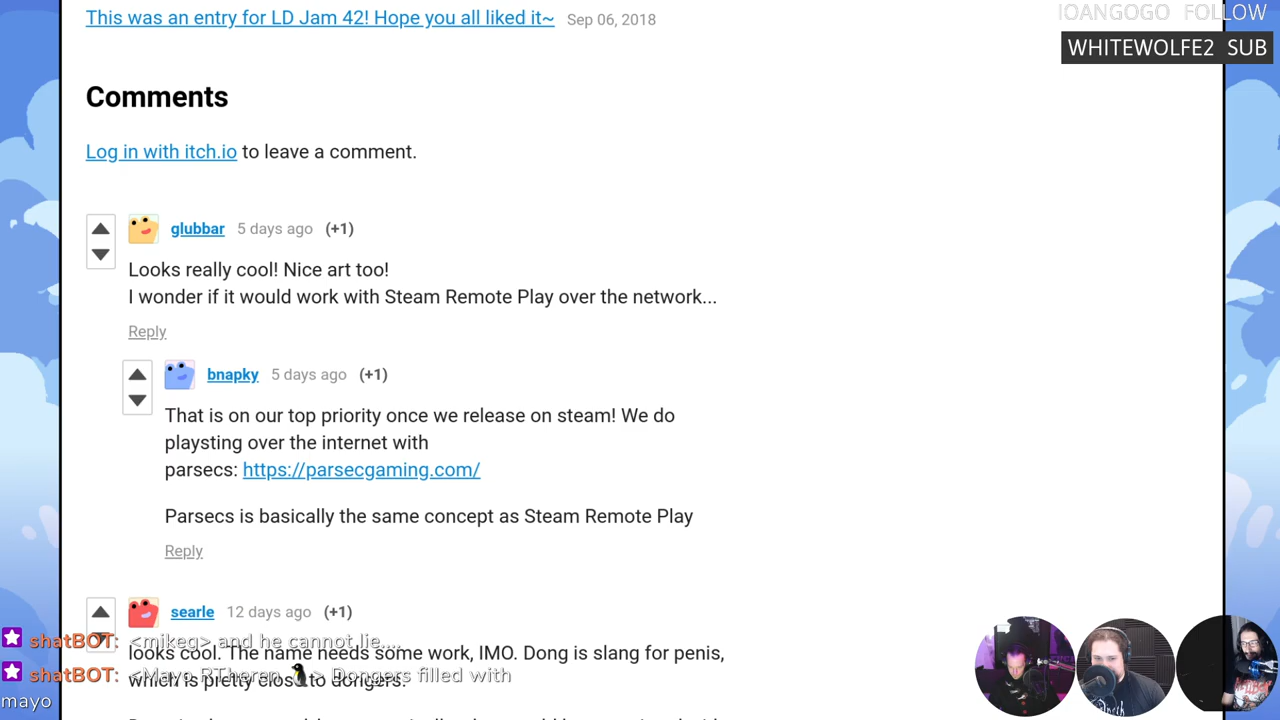 This was an entry for LD Jam 42! Hope you all liked it~ Sep 06, 2018
IOANGOGO FOLLOW
WHITEWOLFE2 SUB
Comments
Log in with itch.io to leave a comment.
glubbar 5 days ago (+1)
Looks really cool! Nice art too!
I wonder if it would work with Steam Remote Play over the network...
Reply
bnapky 5 days ago (+1)
That is on our top priority once we release on steam! We do
playsting over the internet with
parsecs: https://parsecgaming.com/
Parsecs is basically the same concept as Steam Remote Play
Reply
searle 12 days ago (+1)
looks cool. The name needs some work, IMO. Dong is slang for penis,
which is pretty close to dongers.
shatBOT: <mikeg> and he cannot lie....
shatBOT: <Mayo RTheren 🐧> Dongers filled with
mayo